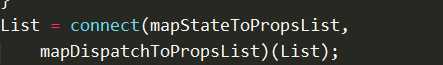 }
List = connect(mapStateToPropsList,
mapDispatchToPropsList)(List);